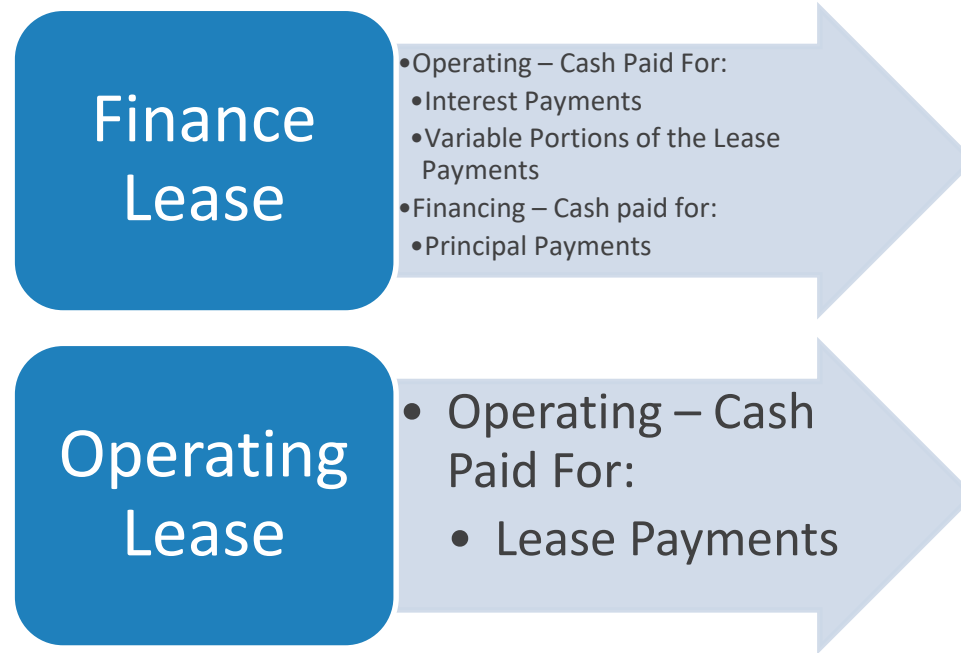 Finance
Lease
•Operating – Cash Paid For:
•Interest Payments
•Variable Portions of the Lease
Payments
•Financing – Cash paid for:
•Principal Payments
Operating
Lease
• Operating – Cash
Paid For:
• Lease Payments